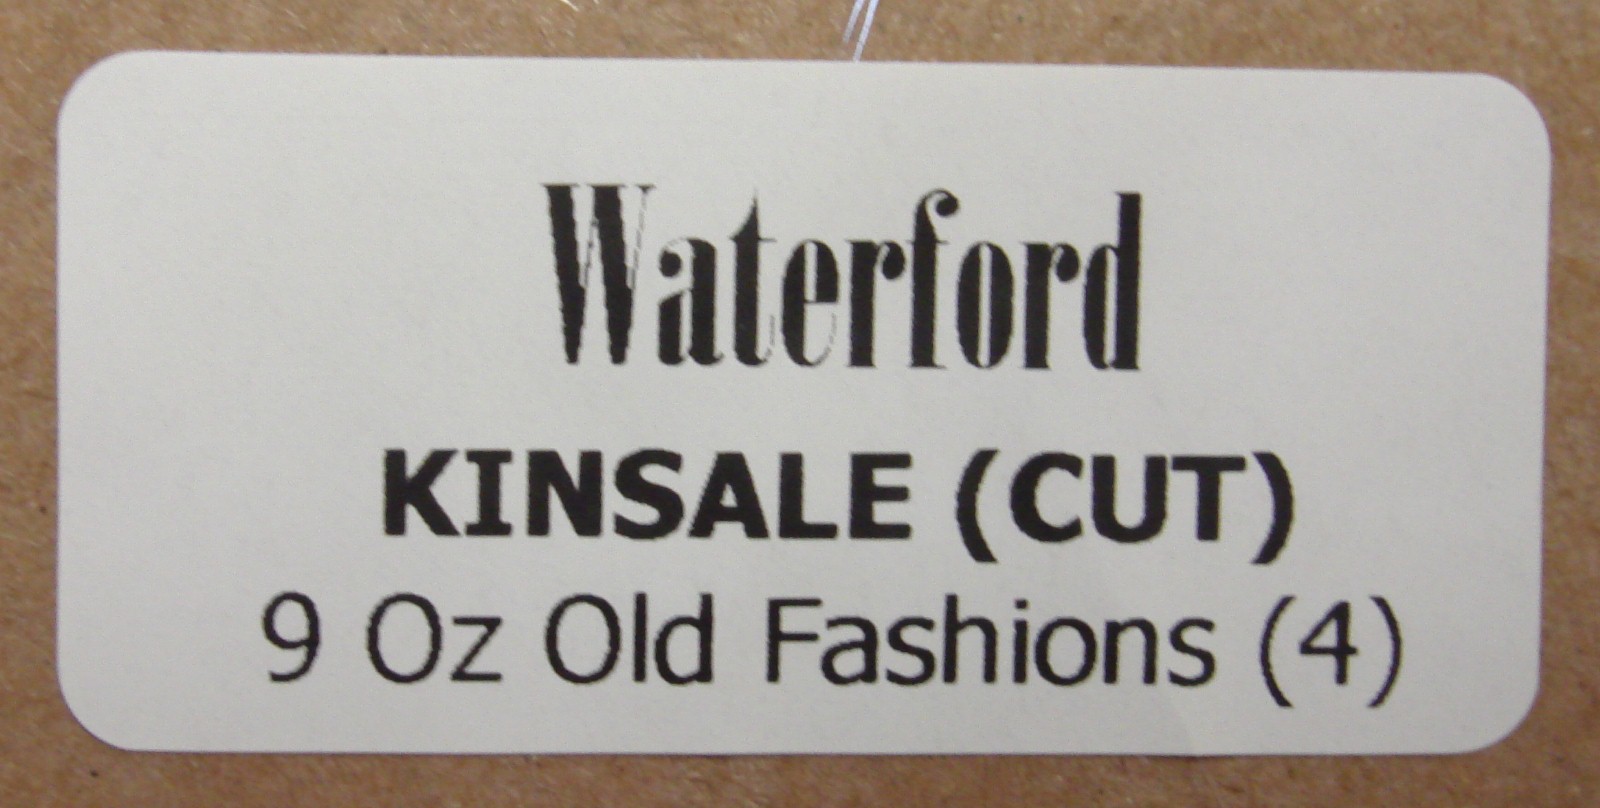 Waterford
KINSALE (CUT)
9 Oz Old Fashions (4)